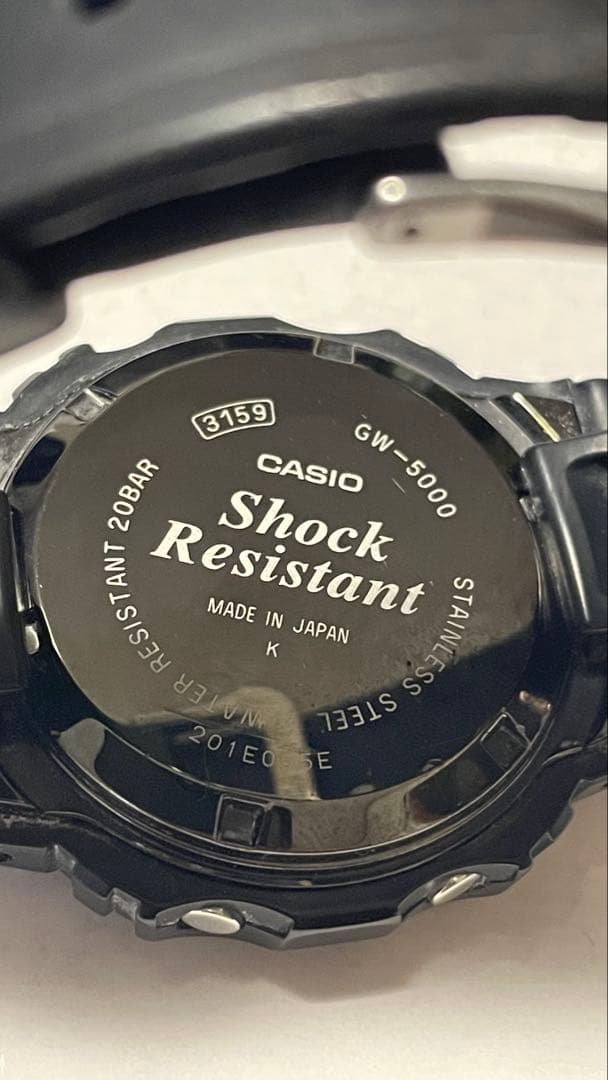 3159
GW-5000
CASIO
Shock
Resistant
MADE IN JAPAN
K
STAINLESS STEEL
WATER RESISTANT 20BAR